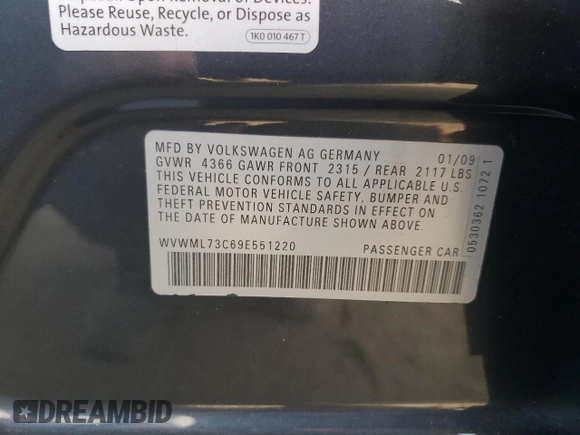 Please Reuse, Recycle, or Dispose as
Hazardous Waste.
1K0 010 467 T
MFD BY VOLKSWAGEN AG GERMANY 01/09
GVWR 4366 GAWR FRONT 2315 / REAR 2117 LBS
THIS VEHICLE CONFORMS TO ALL APPLICABLE U.S.
FEDERAL MOTOR VEHICLE SAFETY, BUMPER AND
THEFT PREVENTION STANDARDS IN EFFECT ON
THE DATE OF MANUFACTURE SHOWN ABOVE.
WVWML73C69E551220 PASSENGER CAR
0530362 1072 1
DREAMBID